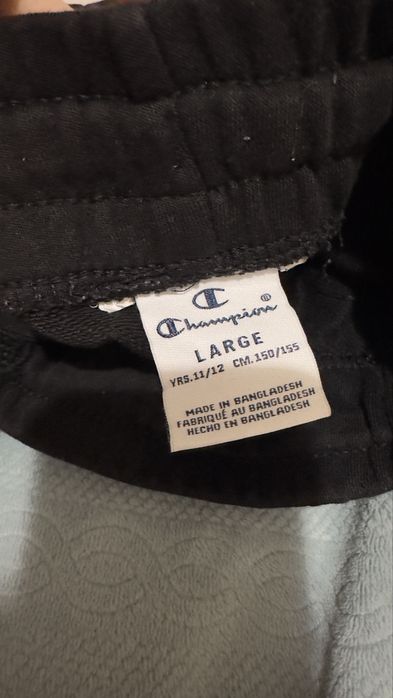 Champion®
LARGE
YRS.11/12 CM.150/155
MADE IN BANGLADESH
FABRIQUÉ AU BANGLADESH
HECHO EN BANGLADESH